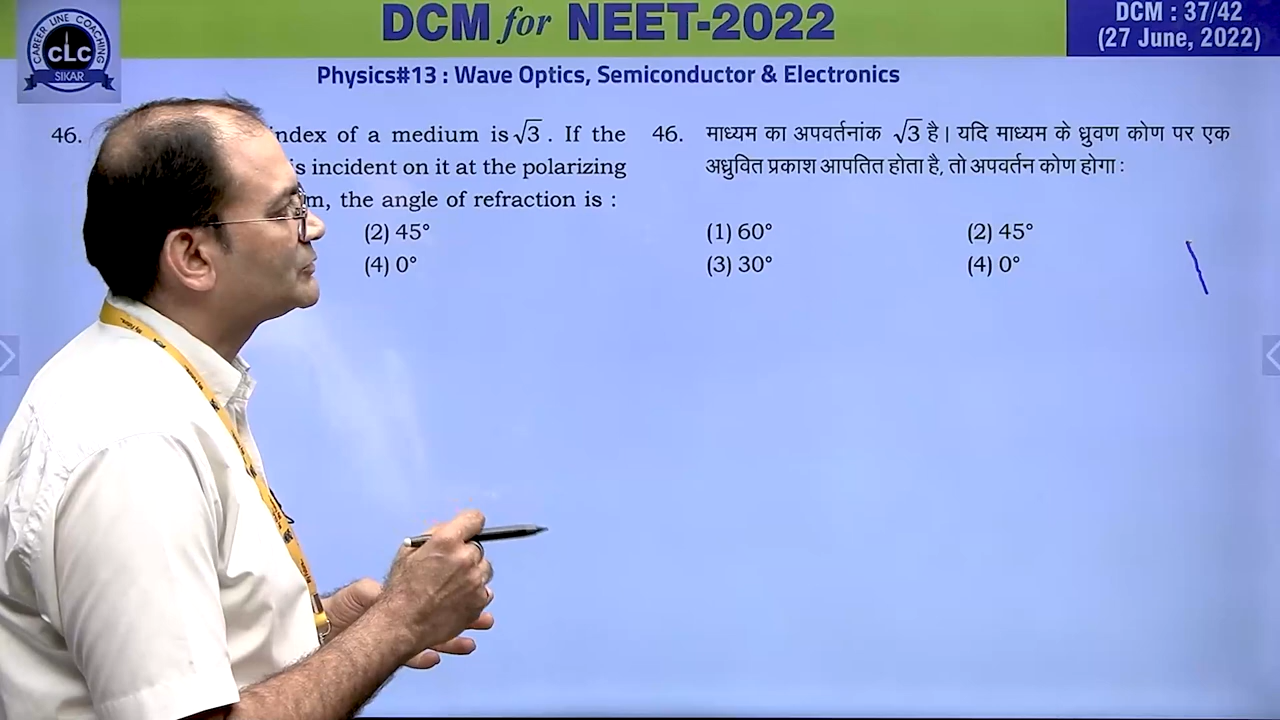 DCM for NEET-2022
DCM : 37/42
(27 June, 2022)
CAREER LINE COACHING
CLC
SIKAR
Physics#13 : Wave Optics, Semiconductor & Electronics
46. index of a medium is √3 . If the
is incident on it at the polarizing
the angle of refraction is :
(2) 45°
(4) 0°
46. माध्यम का अपवर्तनांक √3 है। यदि माध्यम के ध्रुवण कोण पर एक
अध्रुवित प्रकाश आपतित होता है, तो अपवर्तन कोण होगा :
(1) 60° (2) 45°
(3) 30° (4) 0°